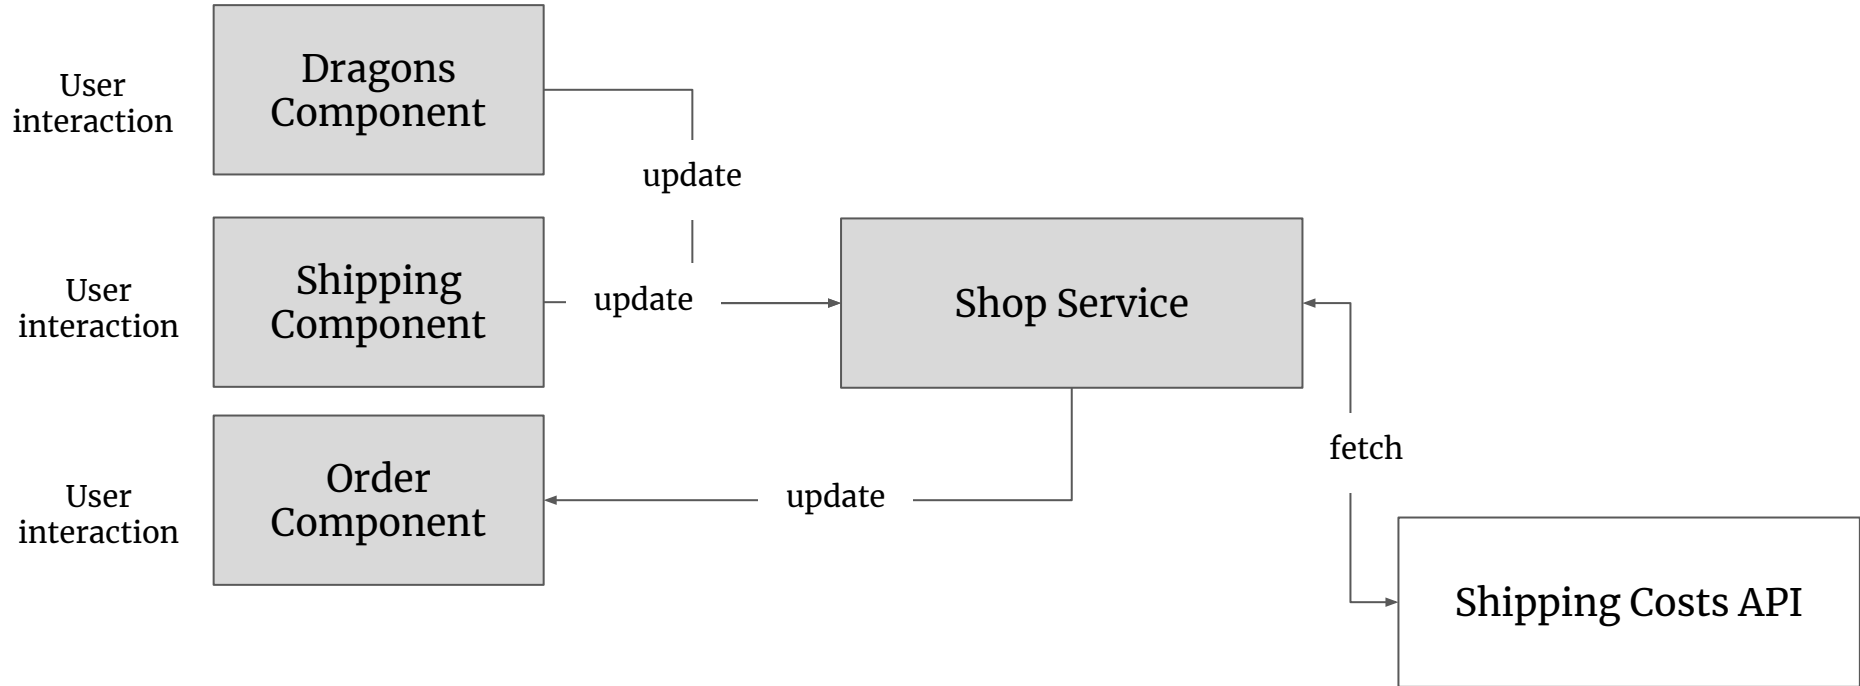 User
interaction
Dragons
Component
update
User
interaction
Shipping
Component
update
Shop Service
User
interaction
Order
Component
update
fetch
Shipping Costs API